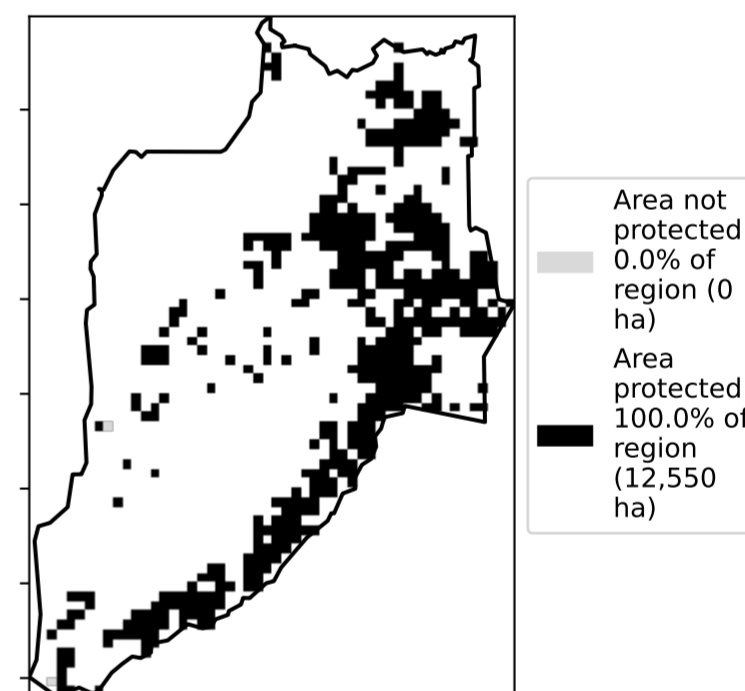 Area not
protected
0.0% of
region (0
ha)
Area
protected
100.0% of
region
(12,550
ha)